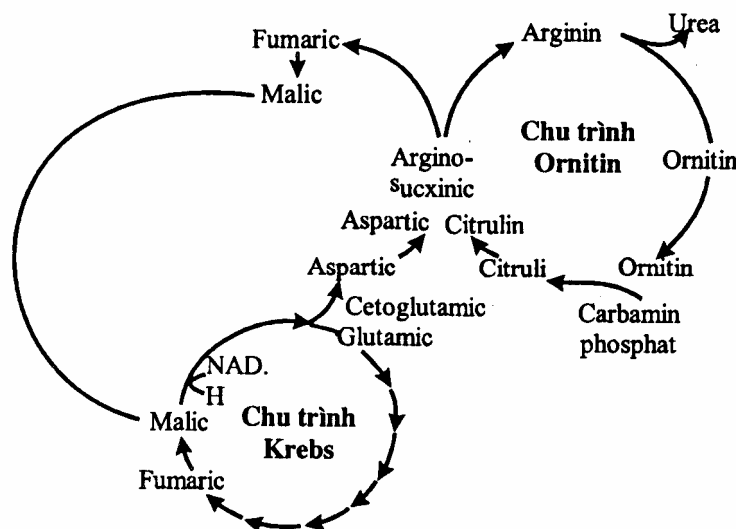 Urea
Fumaric
Arginin
Malic
Chu trình
Ornitin
Ornitin
Argino-
sucxinic
Aspartic
Citrulin
Aspartic
Citruli
Ornitin
Cetoglutamic
Glutamic
Carbamin
phosphat
NAD.
H
Malic
Chu trình
Krebs
Fumaric